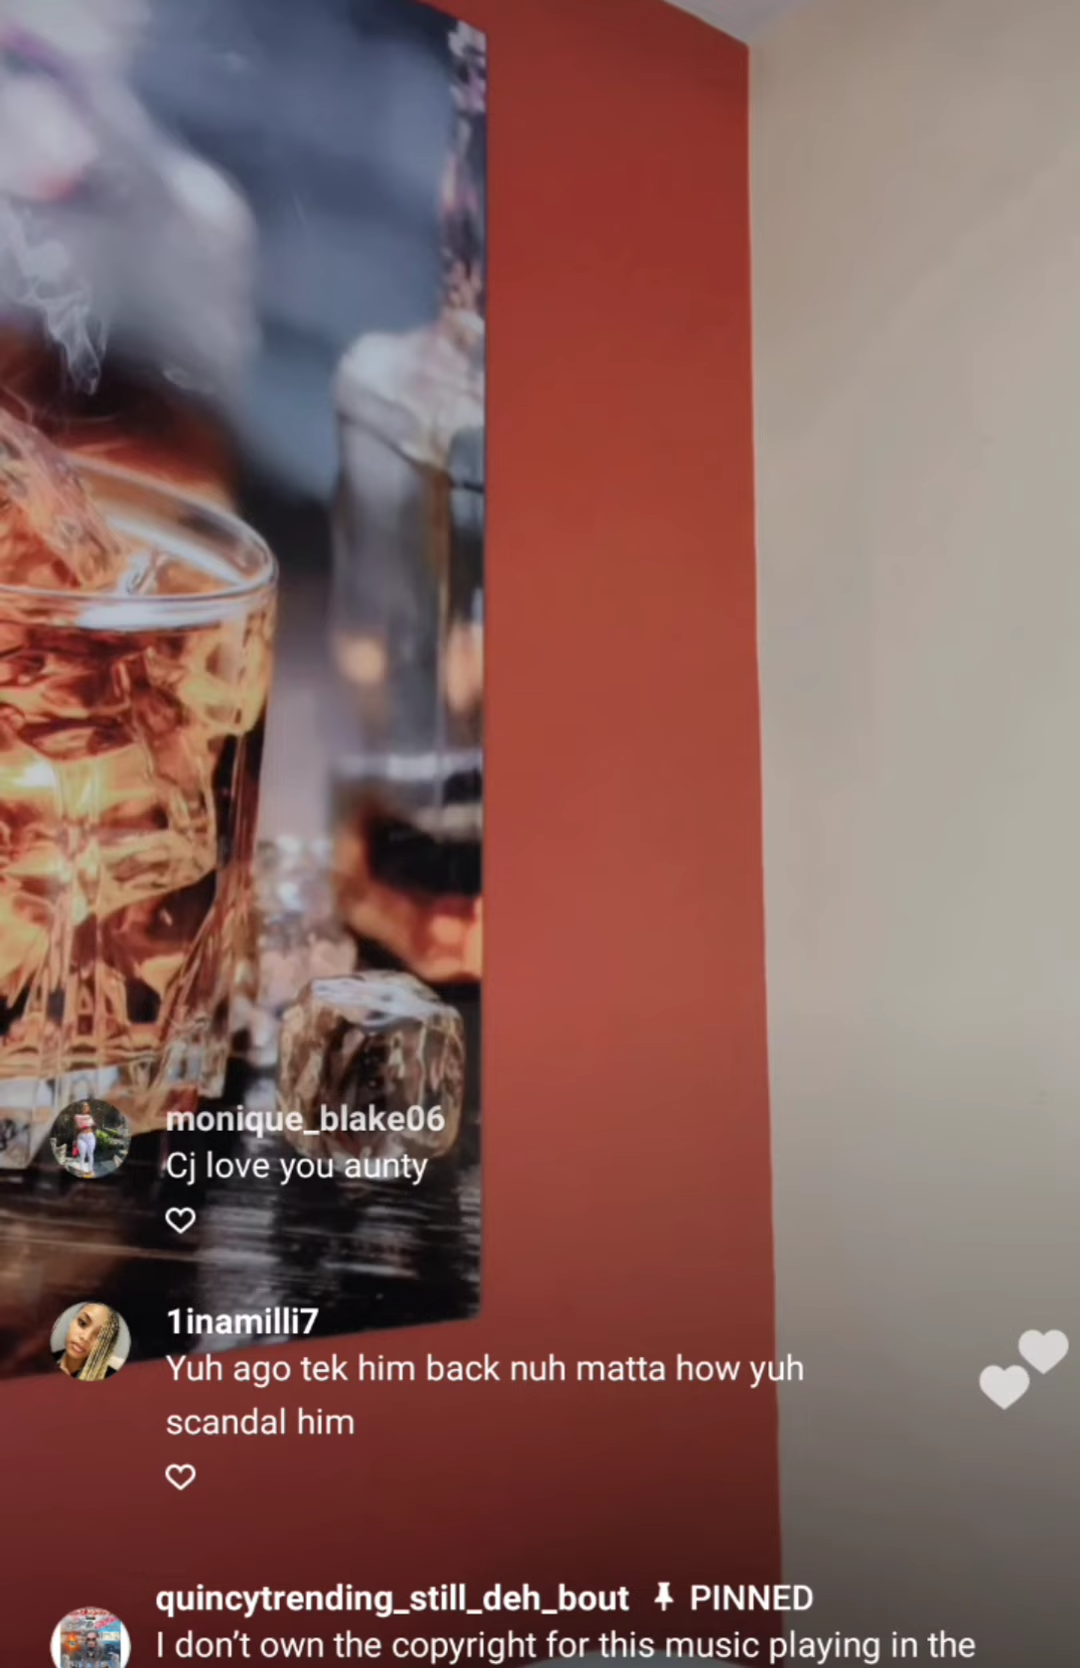 monique_blake06
Cj love you aunty
1inamilli7
Yuh ago tek him back nuh matta how yuh
scandal him
quincytrending_still_deh_bout PINNED
I don't own the copyright for this music playing in the